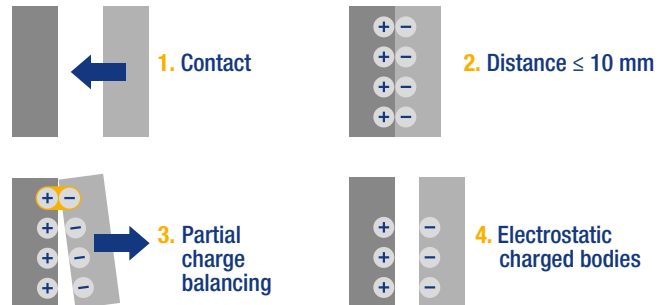 1. Contact
+ −
+ −
+ −
+ −
2. Distance ≤ 10 mm
+ −
+ −
+ −
+ −
3. Partial
charge
balancing
+ −
+ −
+ −
4. Electrostatic
charged bodies